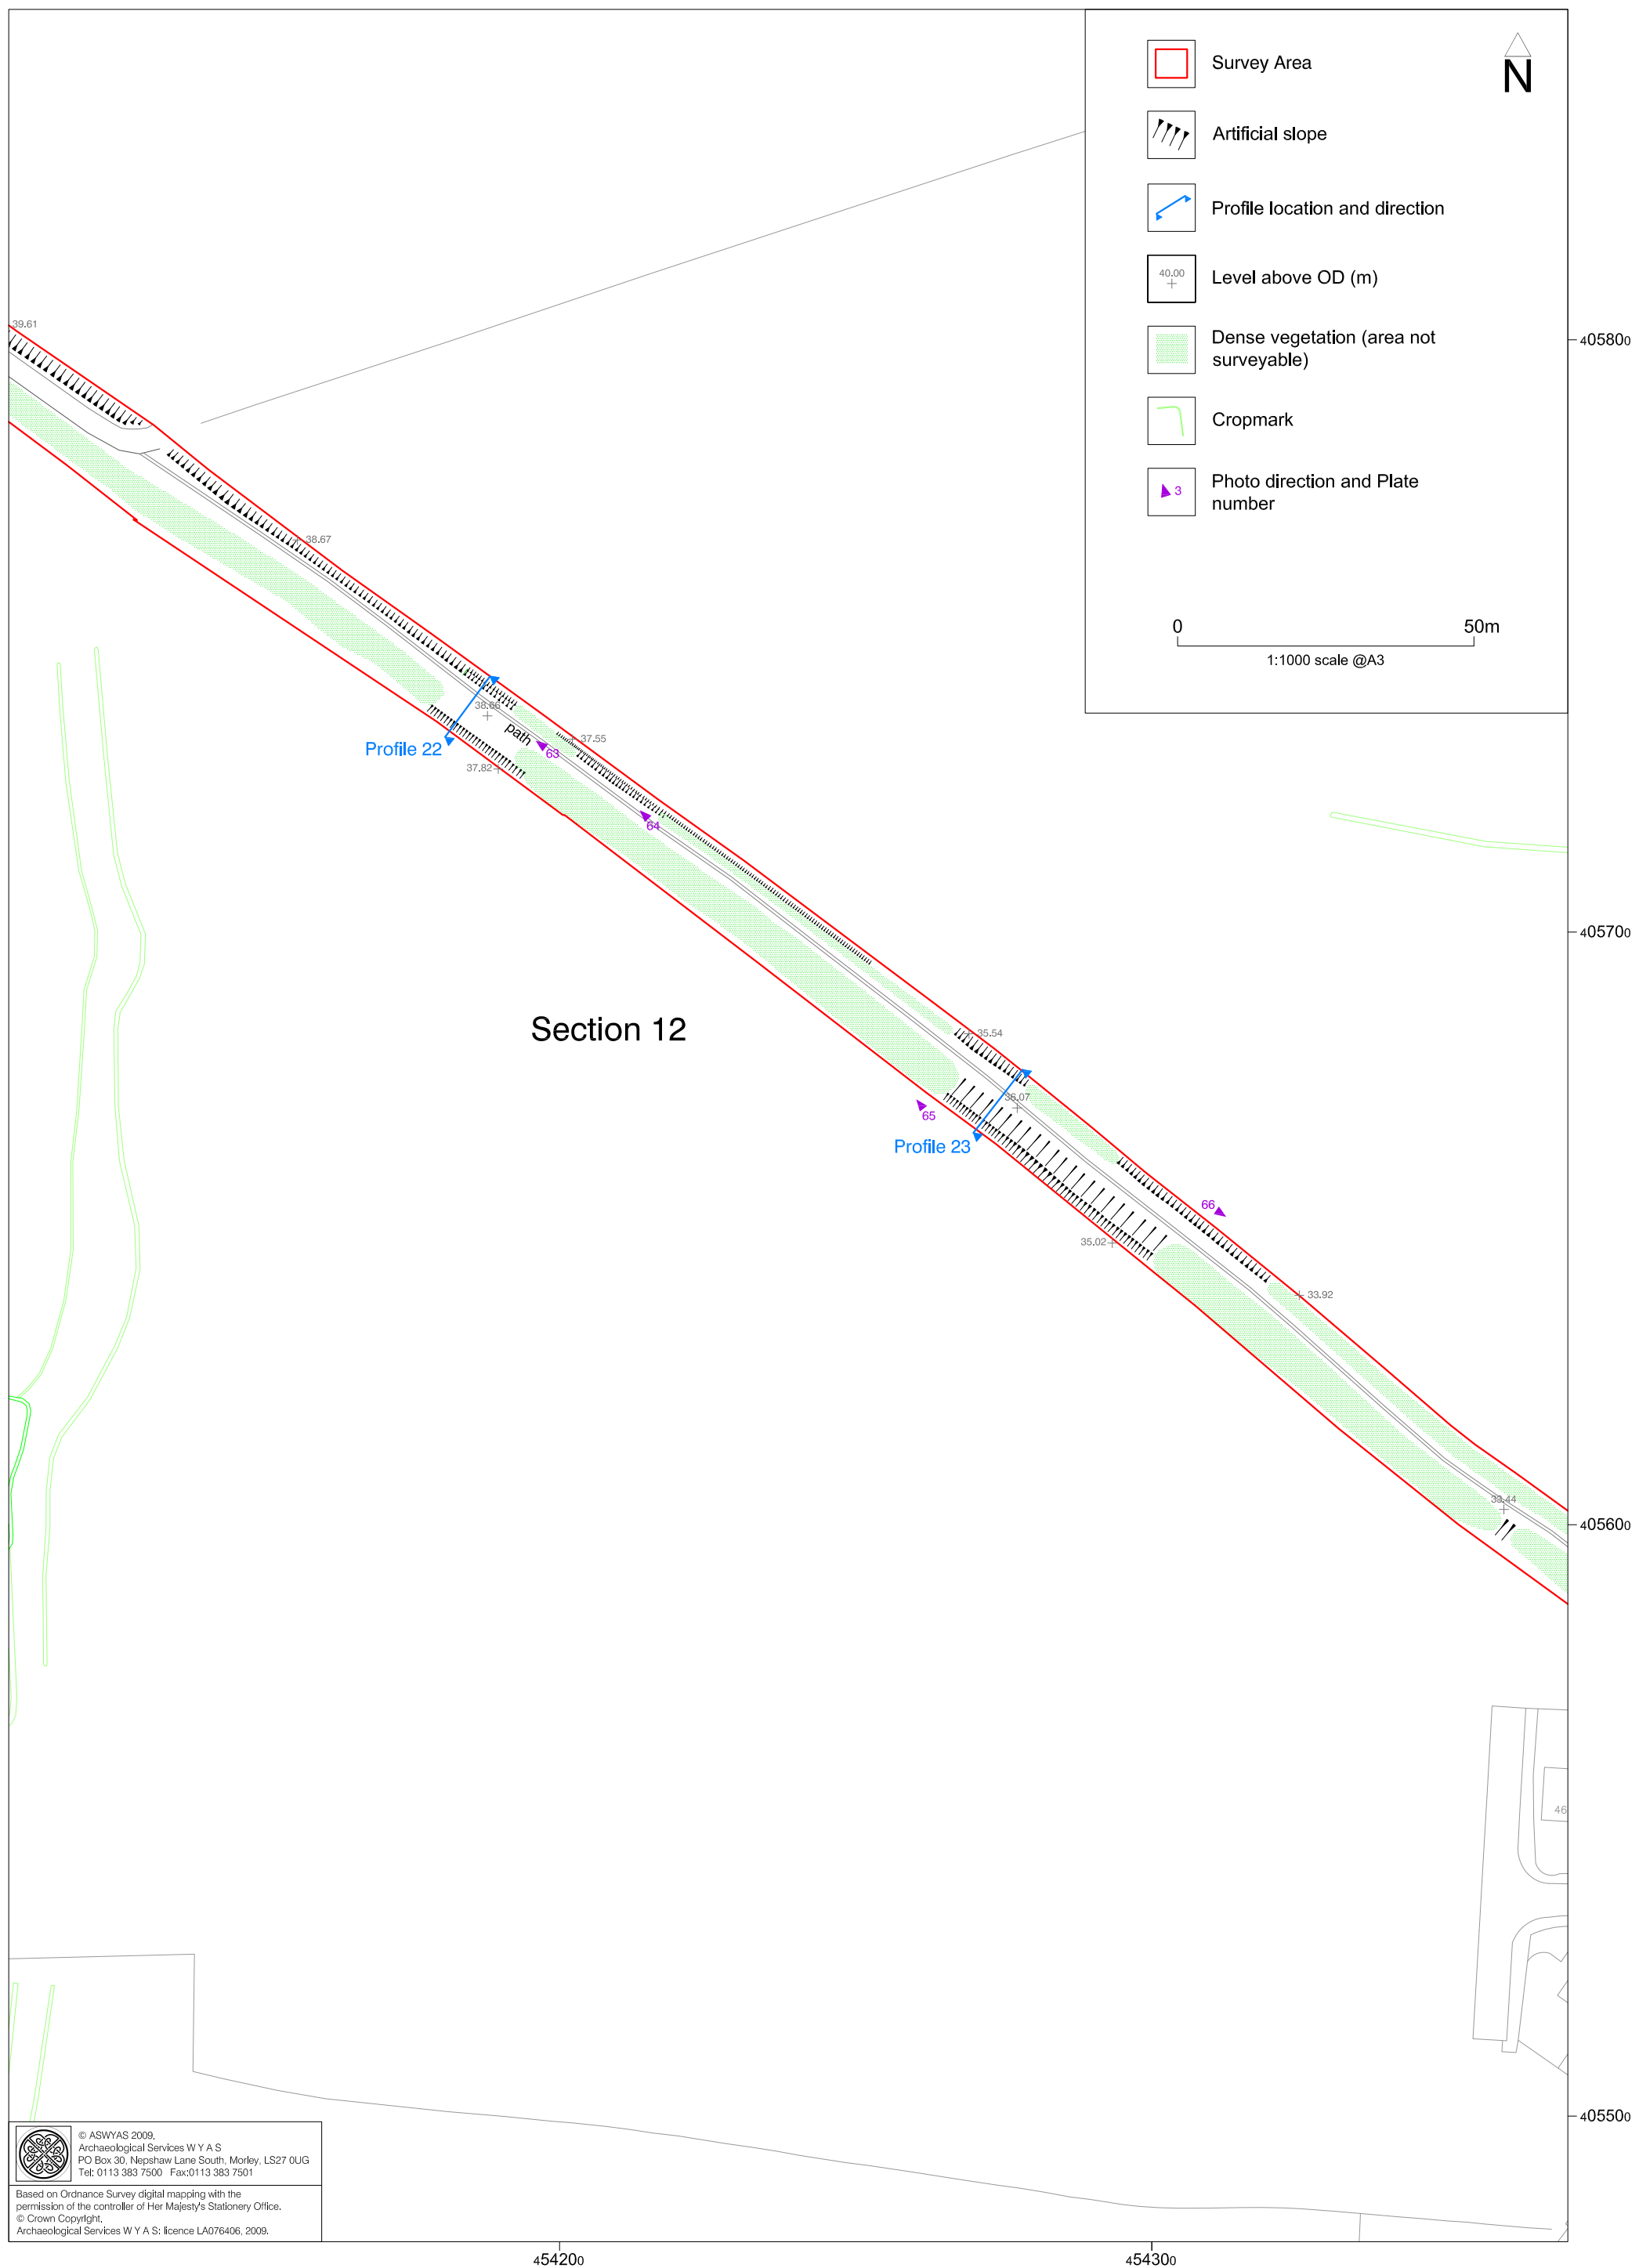 Survey Area
N
Artificial slope
Profile location and direction
40.00
Level above OD (m)
Dense vegetation (area not
surveyable)
Cropmark
3
Photo direction and Plate
number
0 50m
1:1000 scale @A3
39.61
405800
38.67
38.66
path
Profile 22
63
37.55
37.82
64
405700
Section 12
35.54
36.07
65
Profile 23
66
35.02
33.92
33.44
405600
46
405500
© ASWYAS 2009.
Archaeological Services W Y A S
PO Box 30, Nepshaw Lane South, Morley, LS27 0UG
Tel: 0113 383 7500 Fax:0113 383 7501
Based on Ordnance Survey digital mapping with the
permission of the controller of Her Majesty's Stationery Office.
© Crown Copyright.
Archaeological Services W Y A S: licence LA076406, 2009.
454200
454300